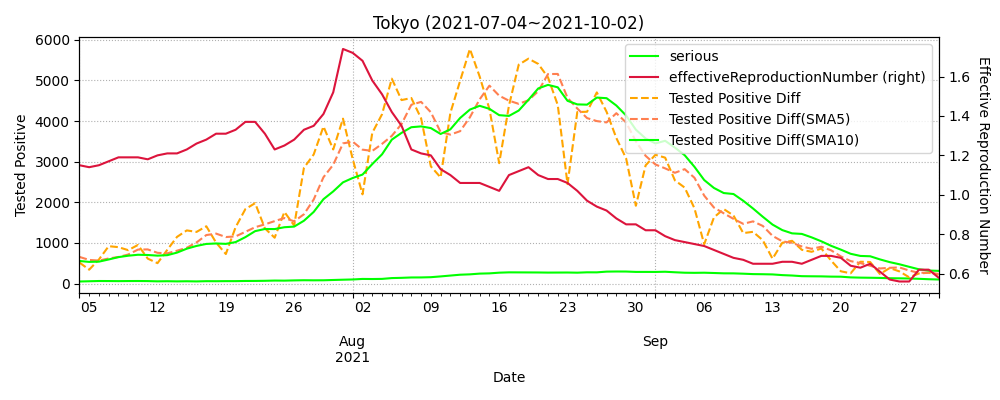 Tokyo (2021-07-04~2021-10-02)
6000
5000
4000
3000
2000
1000
0
Tested Positive
serious
effectiveReproductionNumber (right)
Tested Positive Diff
Tested Positive Diff(SMA5)
Tested Positive Diff(SMA10)
1.6
1.4
1.2
1.0
0.8
0.6
Effective Reproduction Number
05 12 19 26 02 09 16 23 30 06 13 20 27
Aug
2021
Sep
Date